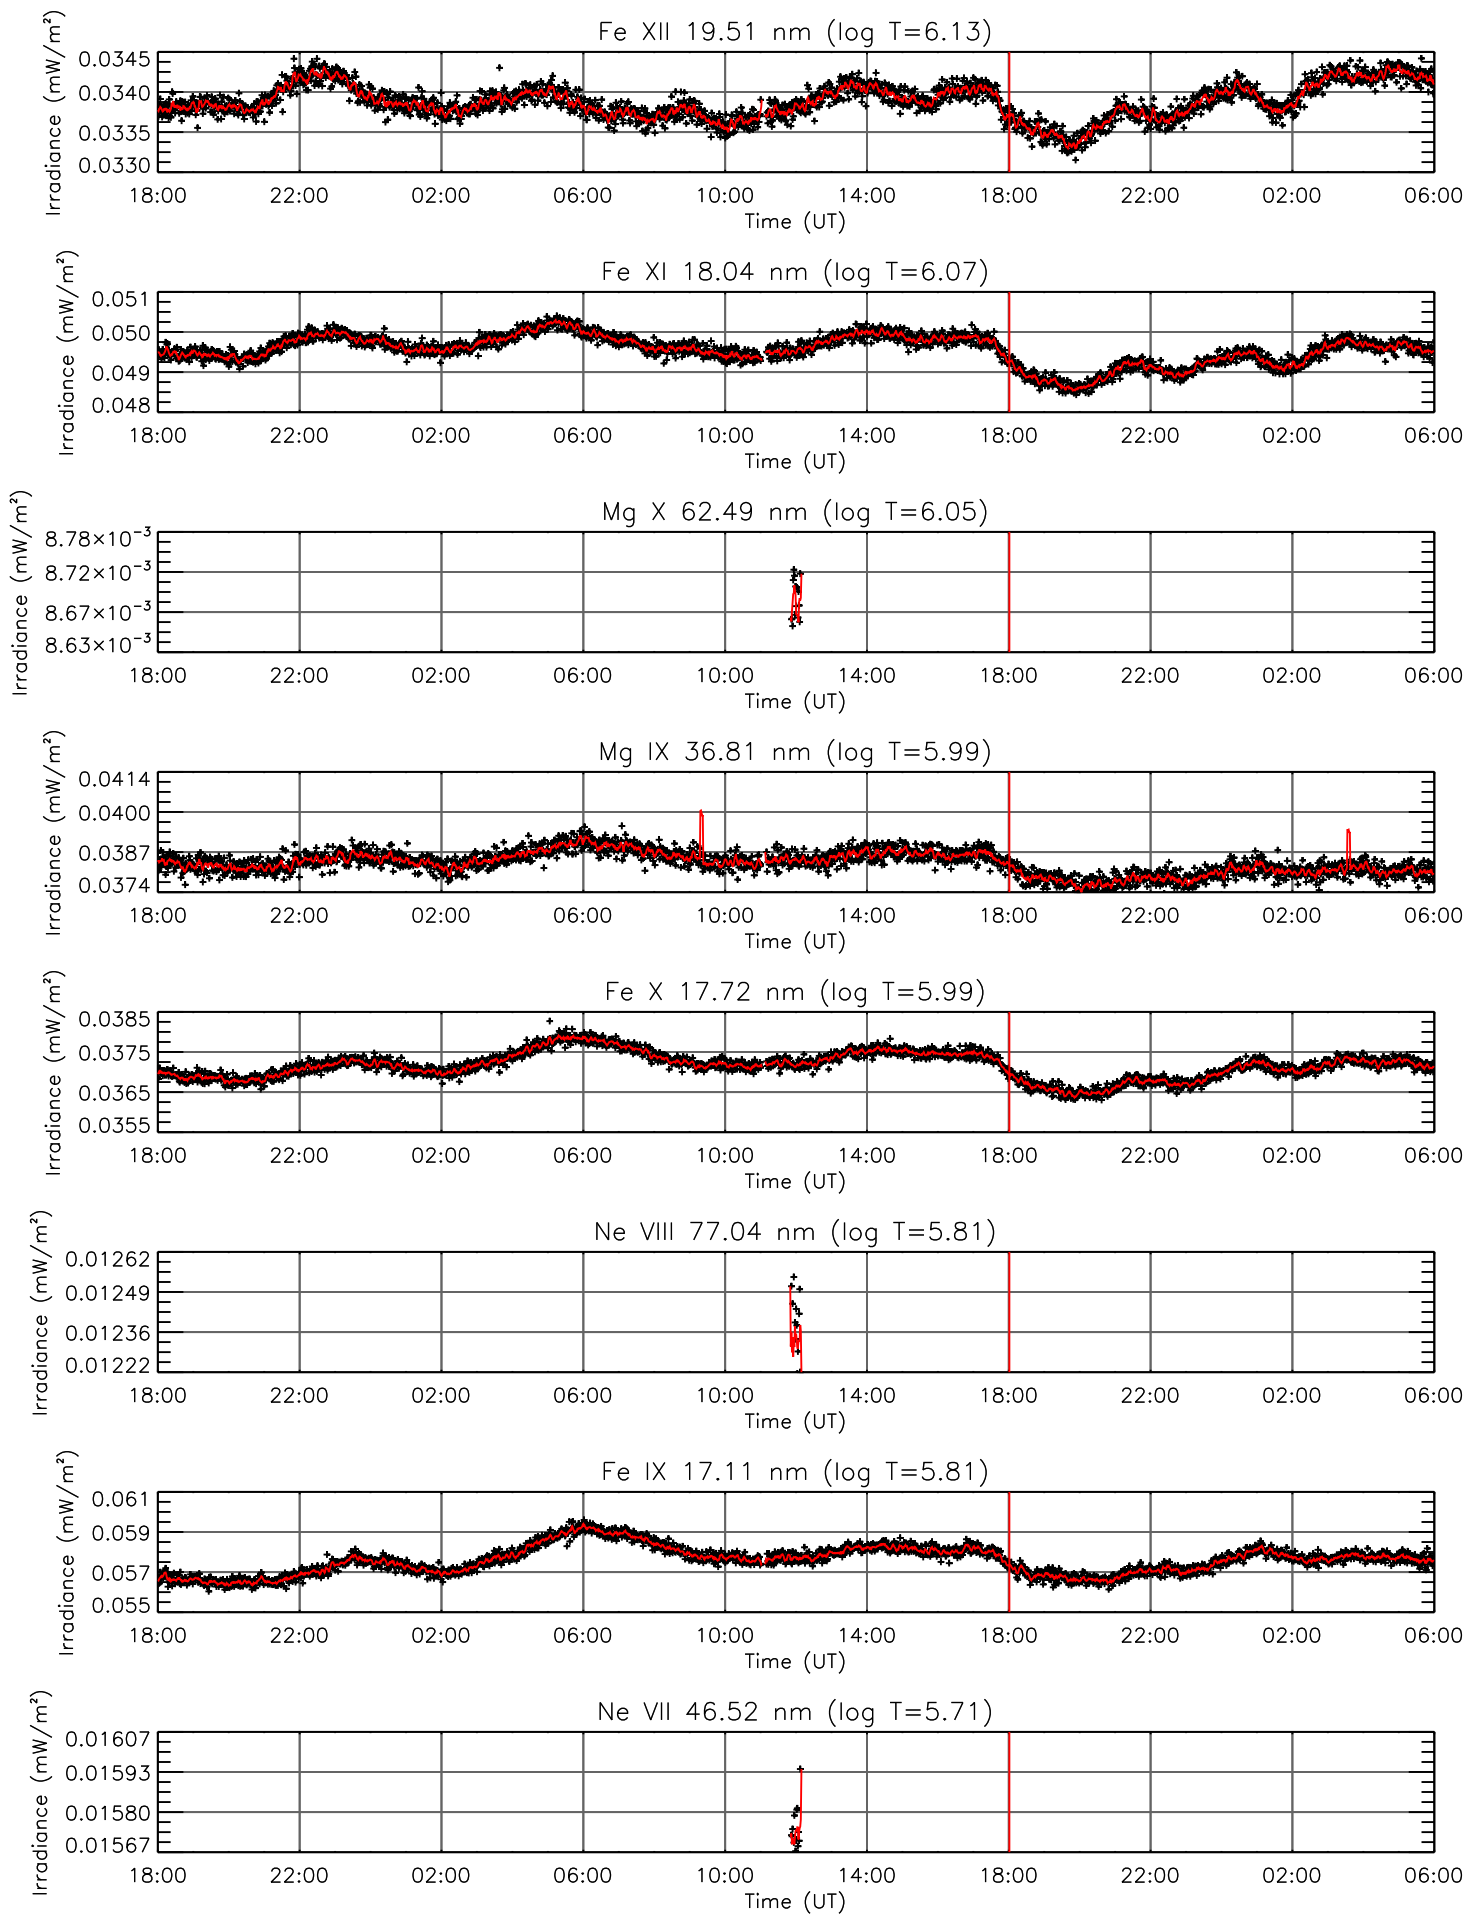 Fe XII 19.51 nm (log T=6.13)
Irradiance (mW/m²)
0.0345
0.0340
0.0335
0.0330
18:00 22:00 02:00 06:00 10:00 14:00 18:00 22:00 02:00 06:00
Time (UT)
Fe XI 18.04 nm (log T=6.07)
Irradiance (mW/m²)
0.051
0.050
0.049
0.048
18:00 22:00 02:00 06:00 10:00 14:00 18:00 22:00 02:00 06:00
Time (UT)
Mg X 62.49 nm (log T=6.05)
Irradiance (mW/m²)
8.78×10⁻³
8.72×10⁻³
8.67×10⁻³
8.63×10⁻³
18:00 22:00 02:00 06:00 10:00 14:00 18:00 22:00 02:00 06:00
Time (UT)
Mg IX 36.81 nm (log T=5.99)
Irradiance (mW/m²)
0.0414
0.0400
0.0387
0.0374
18:00 22:00 02:00 06:00 10:00 14:00 18:00 22:00 02:00 06:00
Time (UT)
Fe X 17.72 nm (log T=5.99)
Irradiance (mW/m²)
0.0385
0.0375
0.0365
0.0355
18:00 22:00 02:00 06:00 10:00 14:00 18:00 22:00 02:00 06:00
Time (UT)
Ne VIII 77.04 nm (log T=5.81)
Irradiance (mW/m²)
0.01262
0.01249
0.01236
0.01222
18:00 22:00 02:00 06:00 10:00 14:00 18:00 22:00 02:00 06:00
Time (UT)
Fe IX 17.11 nm (log T=5.81)
Irradiance (mW/m²)
0.061
0.059
0.057
0.055
18:00 22:00 02:00 06:00 10:00 14:00 18:00 22:00 02:00 06:00
Time (UT)
Ne VII 46.52 nm (log T=5.71)
Irradiance (mW/m²)
0.01607
0.01593
0.01580
0.01567
18:00 22:00 02:00 06:00 10:00 14:00 18:00 22:00 02:00 06:00
Time (UT)